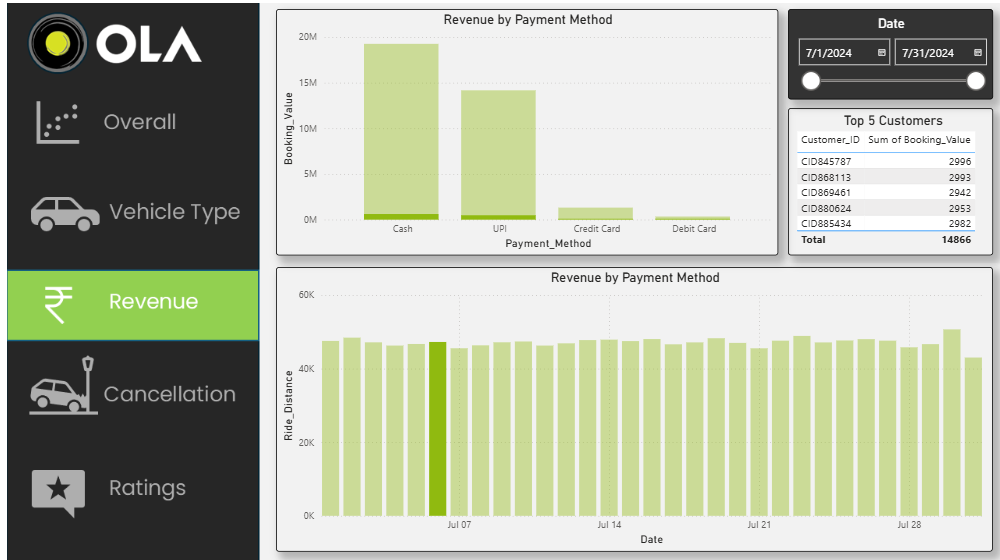 OLA
Overall
Vehicle Type
Revenue
Cancellation
Ratings
Revenue by Payment Method
Booking_Value
20M
15M
10M
5M
0M
Cash UPI Credit Card Debit Card
Payment_Method
Date
7/1/2024 7/31/2024
Top 5 Customers
Customer_ID Sum of Booking_Value
CID845787 2996
CID868113 2993
CID869461 2942
CID880624 2953
CID885434 2982
Total 14866
Revenue by Payment Method
Ride_Distance
60K
40K
20K
0K
Jul 07 Jul 14 Jul 21 Jul 28
Date